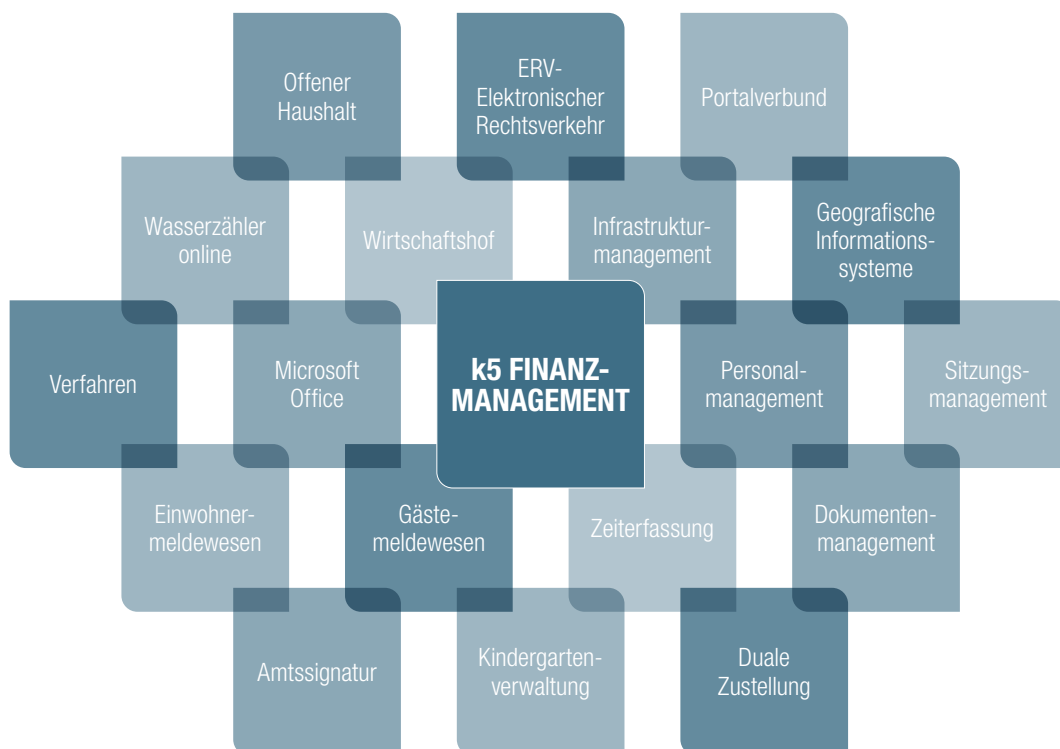 Offener
Haushalt
ERV-
Elektronischer
Rechtsverkehr
Portalverbund
Wasserzähler
online
Wirtschaftshof
Infrastruktur-
management
Geografische
Informations-
systeme
Verfahren
Microsoft
Office
k5 FINANZ-
MANAGEMENT
Personal-
management
Sitzungs-
management
Einwohner-
meldewesen
Gäste-
meldewesen
Zeiterfassung
Dokumenten-
management
Amtssignatur
Kindergarten-
verwaltung
Duale
Zustellung